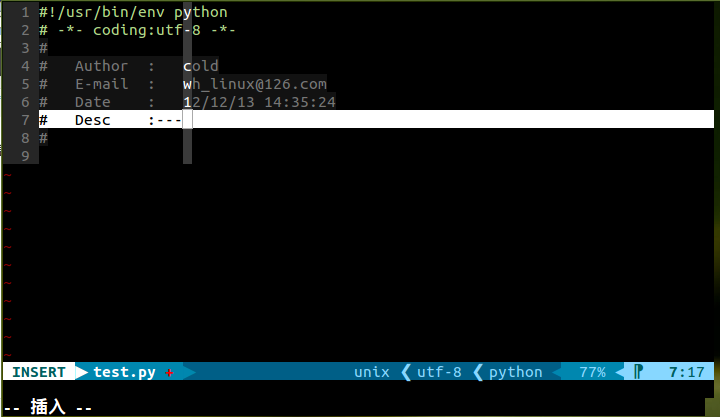 1 #!/usr/bin/env python
2 # -*- coding:utf-8 -*-
3 #
4 #   Author  :   cold
5 #   E-mail  :   wh_linux@126.com
6 #   Date    :   12/12/13 14:35:24
7 #   Desc    :---
8 #
9
~
~
~
~
~
~
~
~
~
~
~
INSERT test.py + unix ❮ utf-8 ❮ python 77% ⁋ 7:17
-- 插入 --